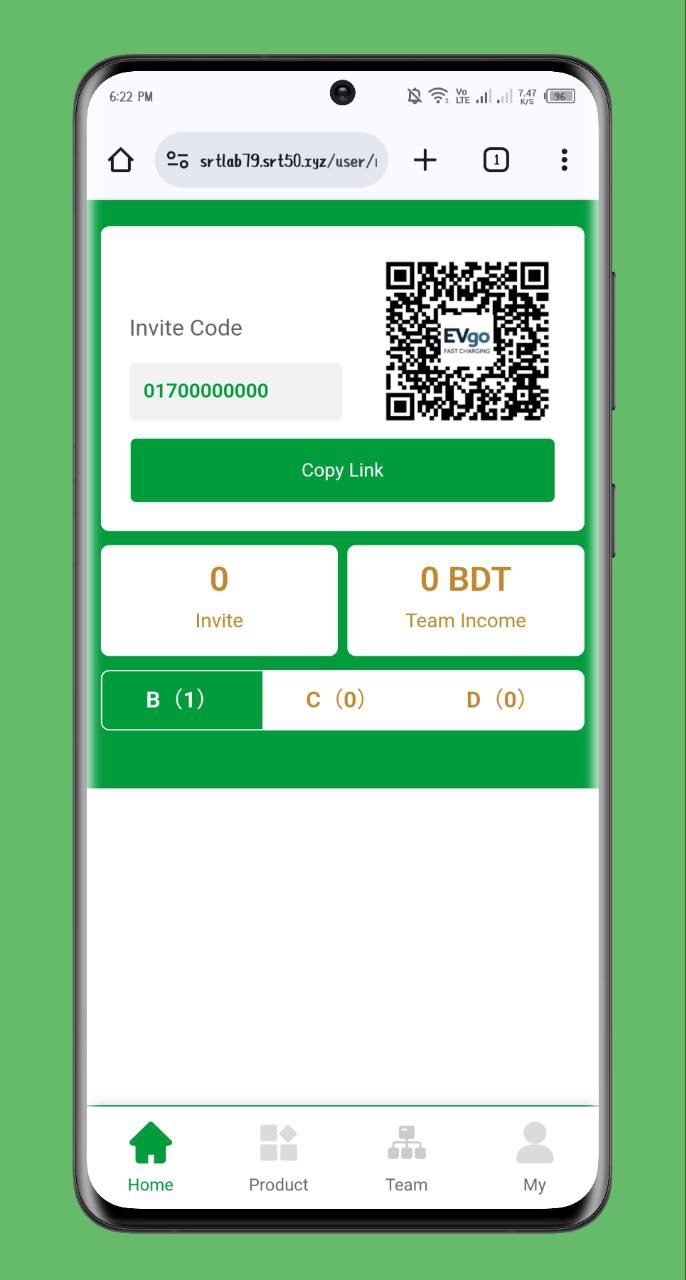 6:22 PM
Vo LTE
7.47 K/S
96
srtlab79.srt50.xyz/user/
1
Invite Code
EVgo
FAST CHARGING
01700000000
Copy Link
0
Invite
0 BDT
Team Income
B（1）
C（0）
D（0）
Home
Product
Team
My